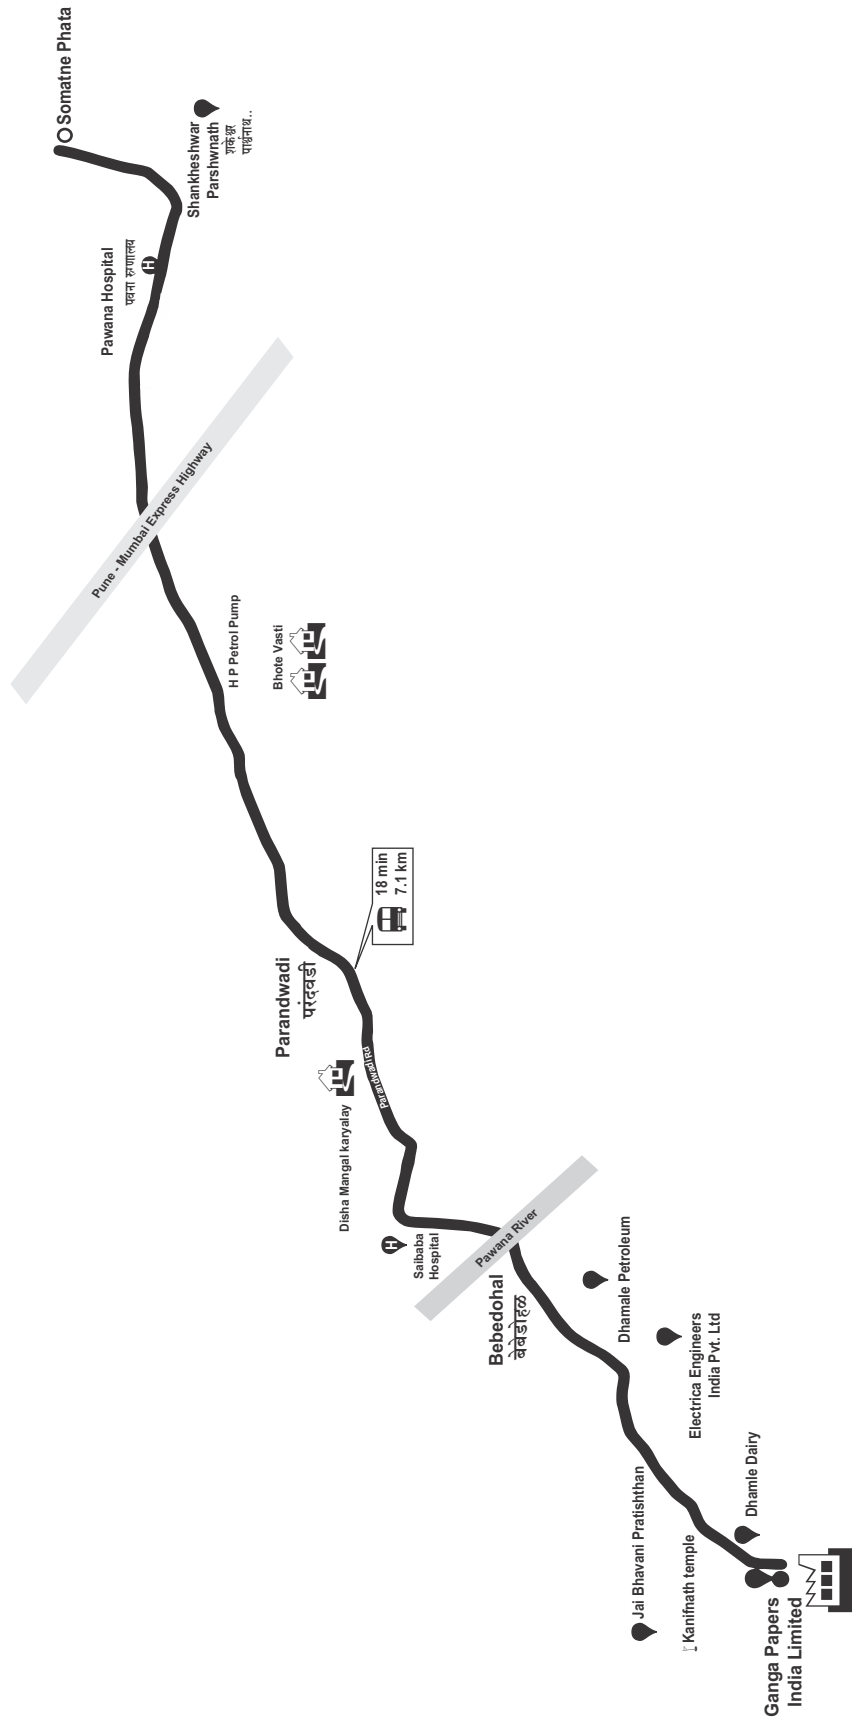 Somatne Phata
Shankheshwar
Parshwnath
शंकेश्वर
पार्श्वनाथ..
Pawana Hospital
पवना रुग्णालय
H
Pune - Mumbai Express Highway
H P Petrol Pump
Bhote Vasti
18 min
7.1 km
Parandwadi
परंदवडी
Parandwadi Rd
Disha Mangal karyalay
H
Saibaba
Hospital
Pawana River
Bebedohal
बेबडोहळ
Dhamale Petroleum
Electrica Engineers
India Pvt. Ltd
Dhamle Dairy
Jai Bhavani Pratishthan
Kanifnath temple
Ganga Papers
India Limited